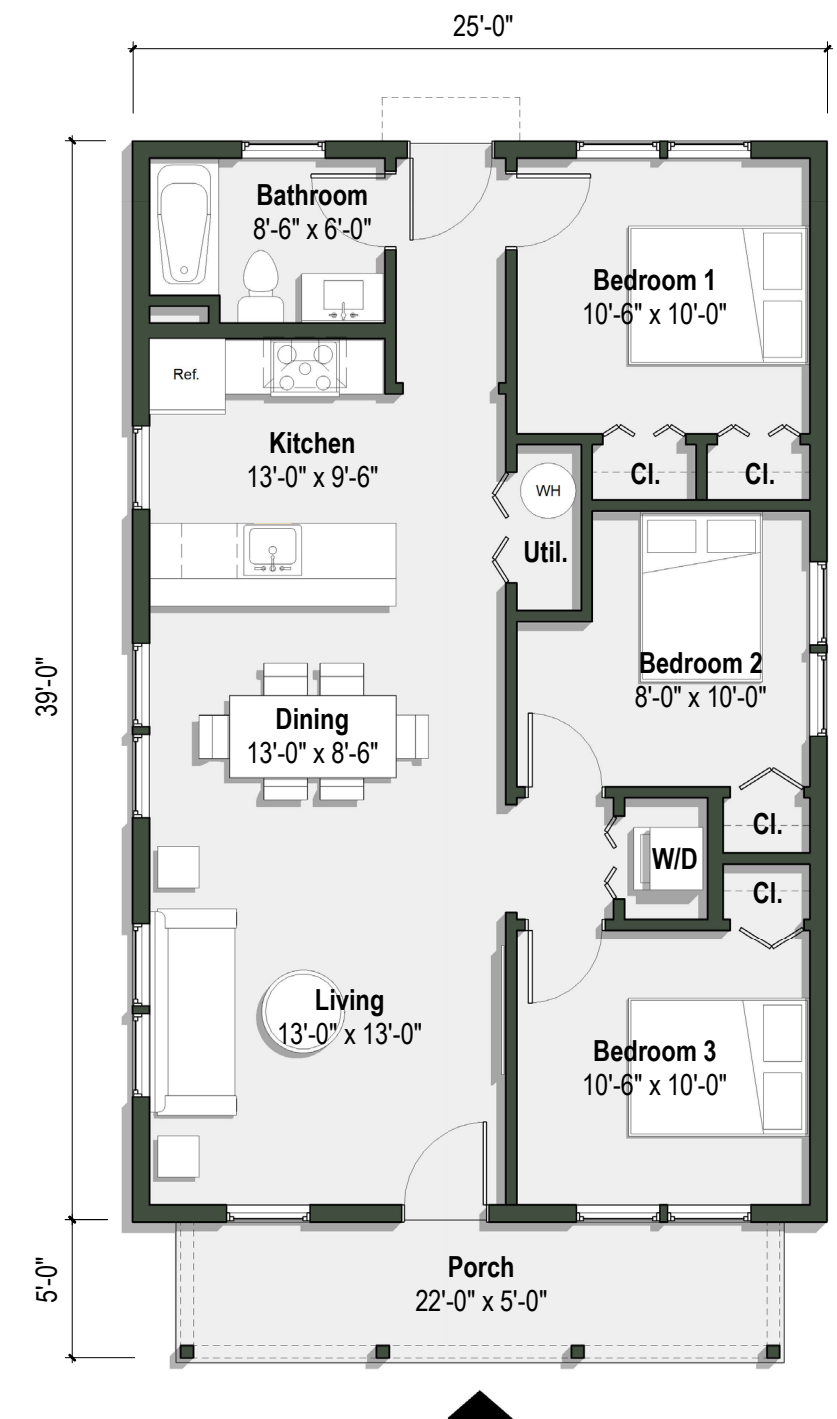 25'-0"
Bathroom
8'-6" x 6'-0"
Bedroom 1
10'-6" x 10'-0"
Ref.
Kitchen
13'-0" x 9'-6"
Cl.
Cl.
WH
Util.
39'-0"
Bedroom 2
8'-0" x 10'-0"
Dining
13'-0" x 8'-6"
Cl.
W/D
Cl.
Living
13'-0" x 13'-0"
Bedroom 3
10'-6" x 10'-0"
5'-0"
Porch
22'-0" x 5'-0"